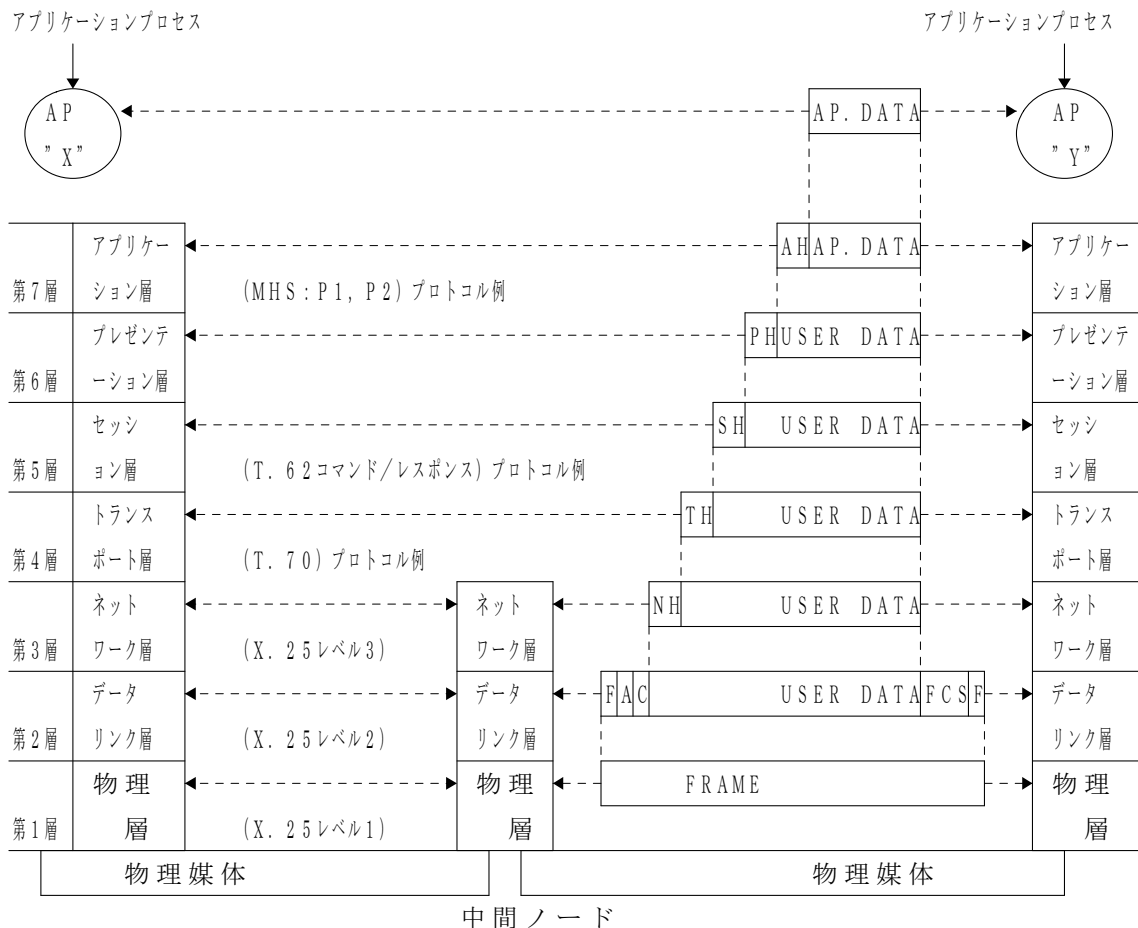 アプリケーションプロセス アプリケーションプロセス
AP AP.DATA AP
”X” ”Y”
アプリケー AH AP.DATA アプリケー
第7層 ション層 (MHS:P1,P2)プロトコル例 ション層
プレゼンテ PH USER DATA プレゼンテ
第6層 ーション層 ーション層
セッシ SH USER DATA セッシ
第5層 ョン層 (T.62コマンド/レスポンス)プロトコル例 ョン層
トランス TH USER DATA トランス
第4層 ポート層 (T.70)プロトコル例 ポート層
ネット ネット NH USER DATA ネット
第3層 ワーク層 (X.25レベル3) ワーク層 ワーク層
データ データ F A C USER DATA FCS F データ
第2層 リンク層 (X.25レベル2) リンク層 リンク層
物理 物理 FRAME 物理
第1層 層 (X.25レベル1) 層 層
物理媒体 物理媒体
中間ノード